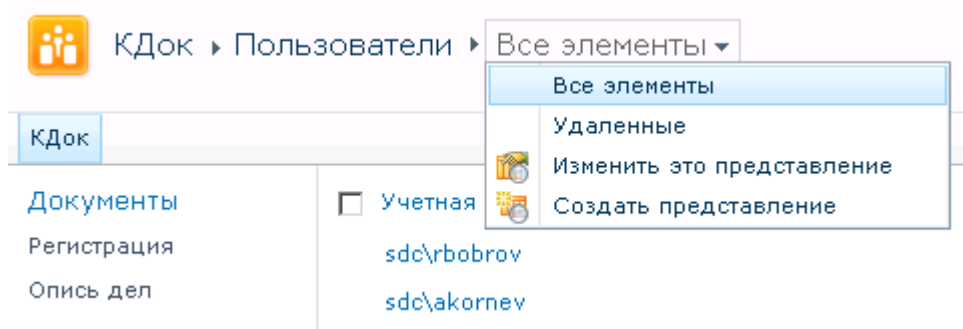 КДок ▸ Пользователи ▸ Все элементы
Все элементы
Удаленные
Изменить это представление
Создать представление
КДок
Документы
Регистрация
Опись дел
Учетная
sdc\rbobrov
sdc\akornev